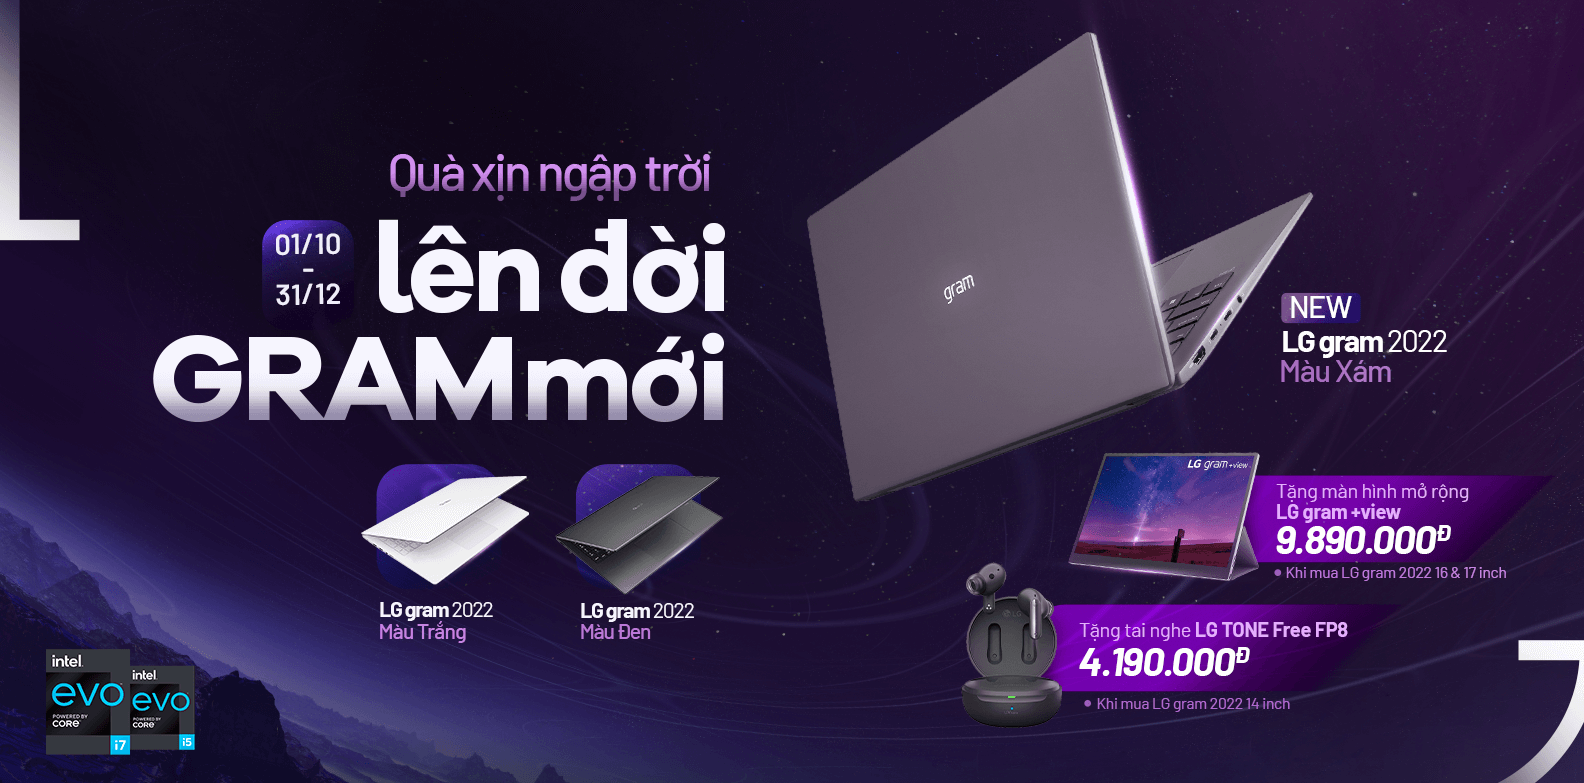 Quà xịn ngập trời
01/10
-
31/12
lên đời
GRAM mới
gram
NEW
LG gram 2022
Màu Xám
LG gram 2022
Màu Trắng
LG gram 2022
Màu Đen
LG gram +view
Tặng màn hình mở rộng
LG gram +view
9.890.000Đ
• Khi mua LG gram 2022 16 & 17 inch
LG
Tặng tai nghe LG TONE Free FP8
4.190.000Đ
• Khi mua LG gram 2022 14 inch
intel
evo
POWERED BY
CORE
i7
intel
evo
POWERED BY
CORE
i5